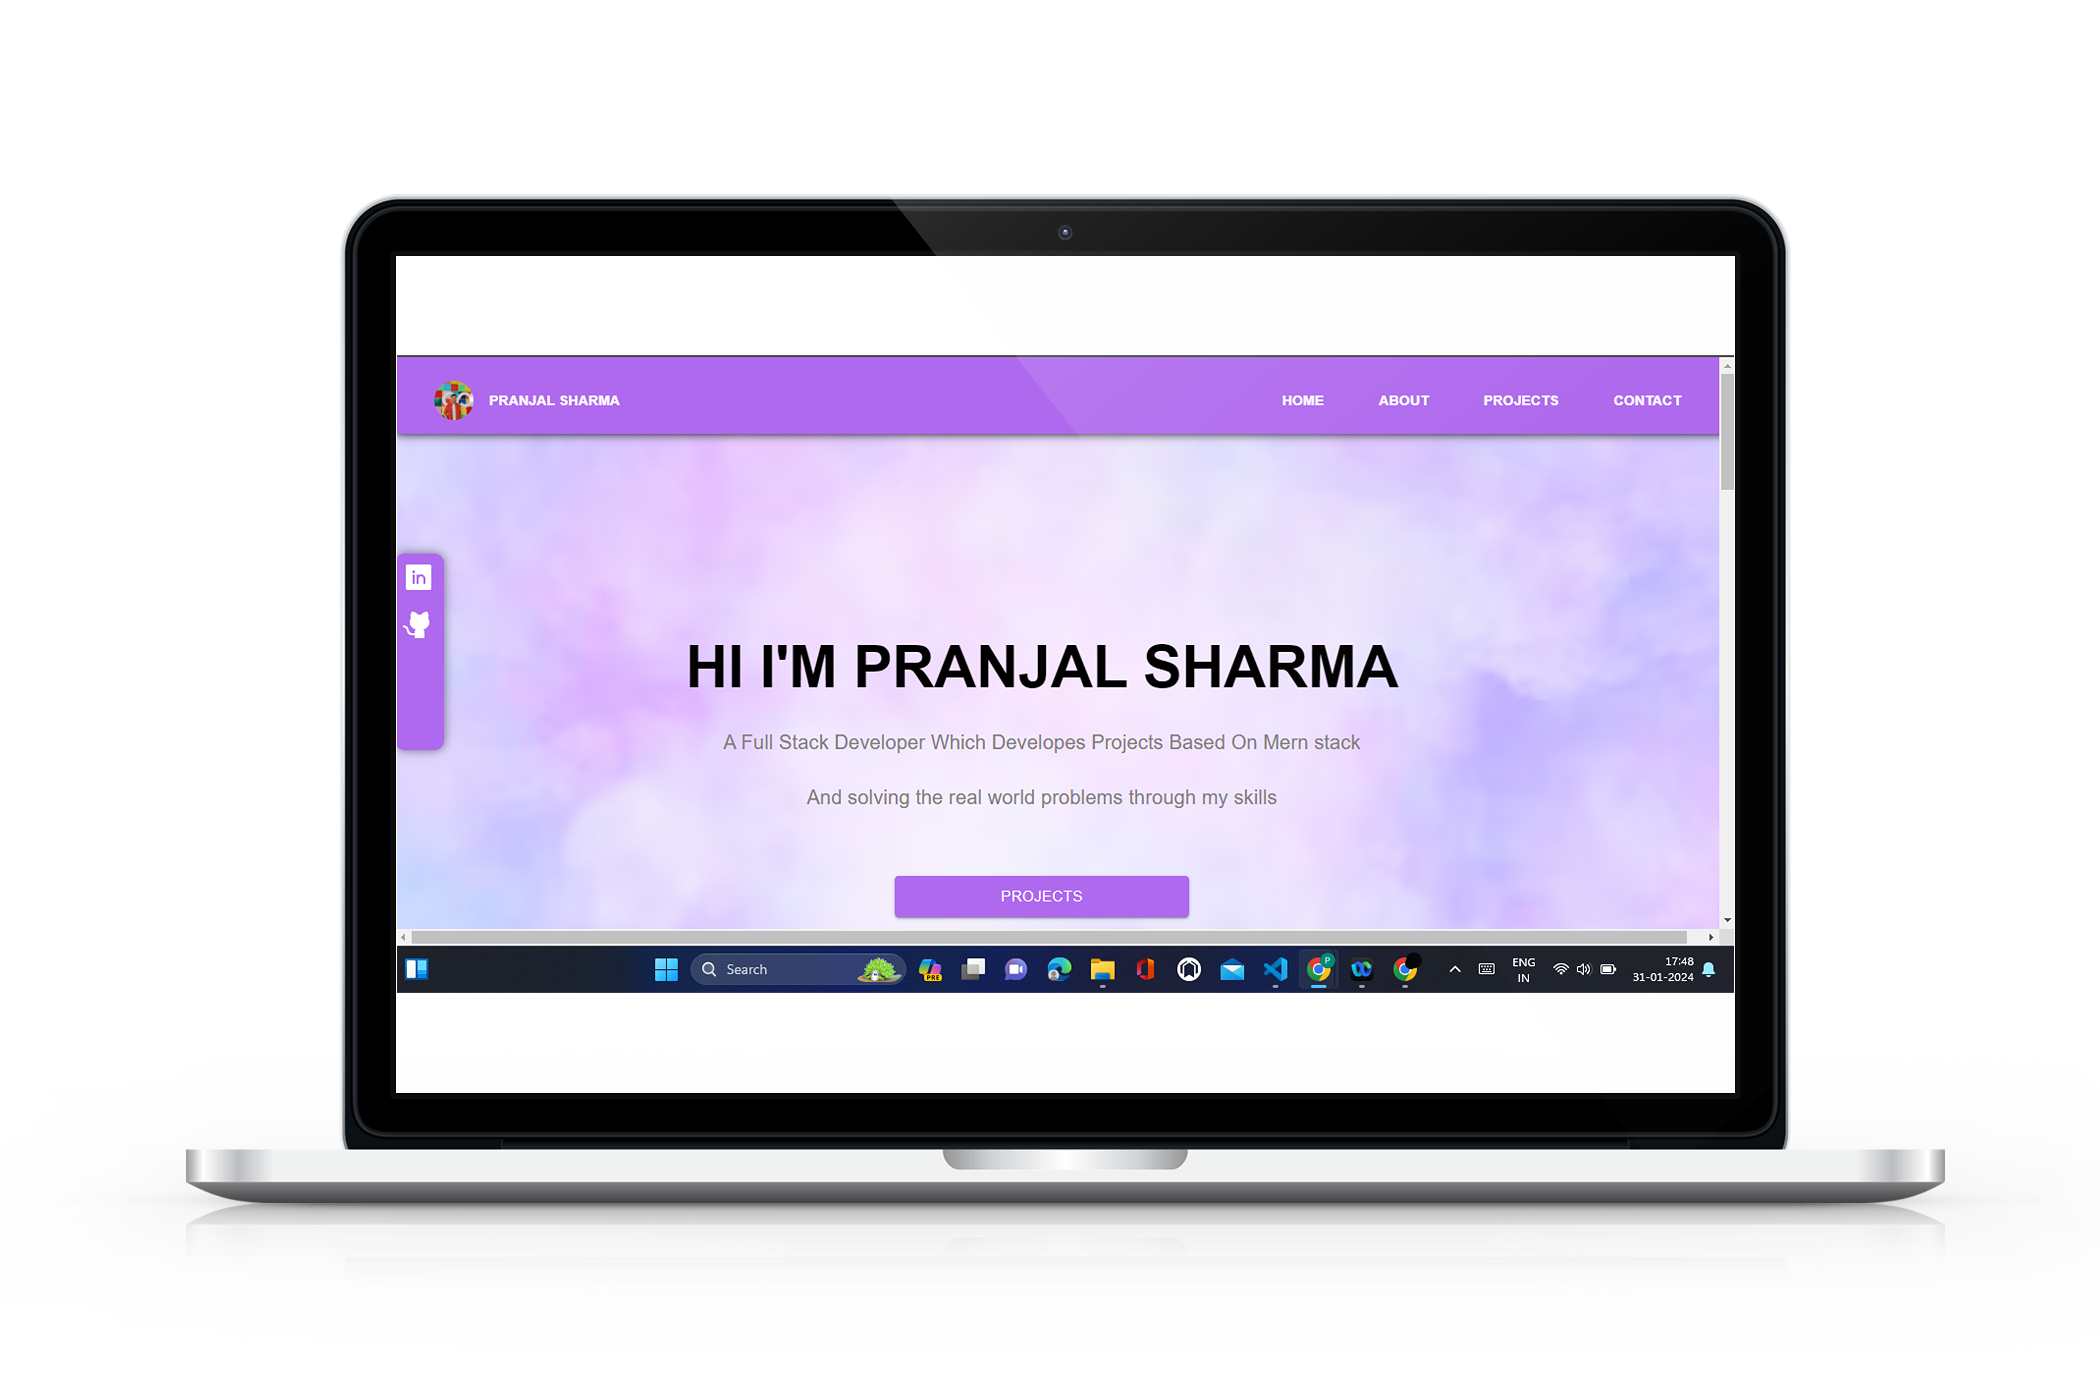 PRANJAL SHARMA
HOME ABOUT PROJECTS CONTACT
in
HI I'M PRANJAL SHARMA
A Full Stack Developer Which Developes Projects Based On Mern stack
And solving the real world problems through my skills
PROJECTS
Search
PRE
P
ENG
IN
17:48
31-01-2024